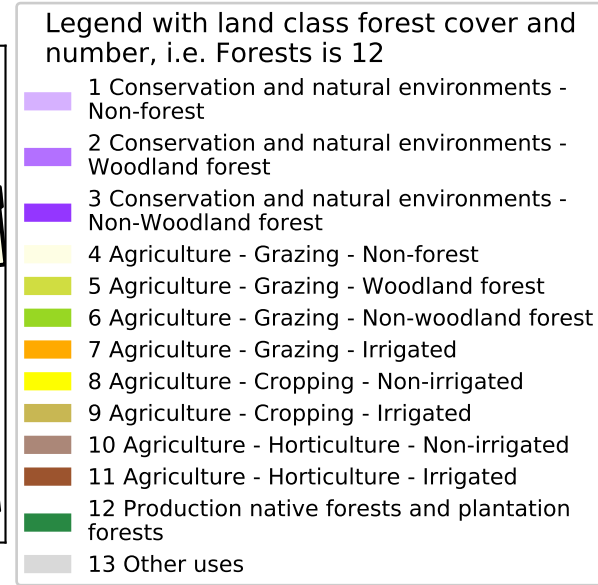 Legend with land class forest cover and
number, i.e. Forests is 12
1 Conservation and natural environments -
Non-forest
2 Conservation and natural environments -
Woodland forest
3 Conservation and natural environments -
Non-Woodland forest
4 Agriculture - Grazing - Non-forest
5 Agriculture - Grazing - Woodland forest
6 Agriculture - Grazing - Non-woodland forest
7 Agriculture - Grazing - Irrigated
8 Agriculture - Cropping - Non-irrigated
9 Agriculture - Cropping - Irrigated
10 Agriculture - Horticulture - Non-irrigated
11 Agriculture - Horticulture - Irrigated
12 Production native forests and plantation
forests
13 Other uses